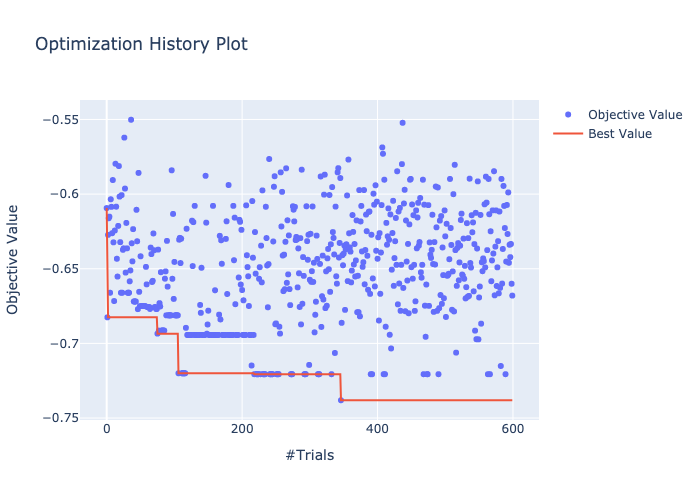 Optimization History Plot
Objective Value
Best Value
−0.55
−0.6
−0.65
−0.7
−0.75
Objective Value
0
200
400
600
#Trials